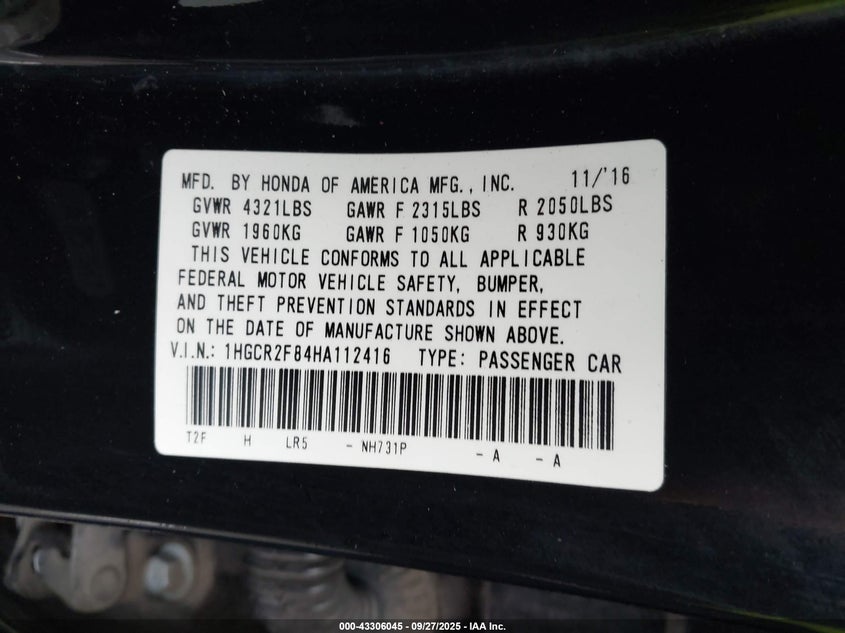 MFD. BY HONDA OF AMERICA MFG., INC. 11/'16
GVWR 4321LBS GAWR F 2315LBS R 2050LBS
GVWR 1960KG GAWR F 1050KG R 930KG
THIS VEHICLE CONFORMS TO ALL APPLICABLE
FEDERAL MOTOR VEHICLE SAFETY, BUMPER,
AND THEFT PREVENTION STANDARDS IN EFFECT
ON THE DATE OF MANUFACTURE SHOWN ABOVE.
V.I.N.: 1HGCR2F84HA112416 TYPE: PASSENGER CAR
T2F H LR5 - NH731P - A - A
000-43306045 - 09/27/2025 - IAA Inc.